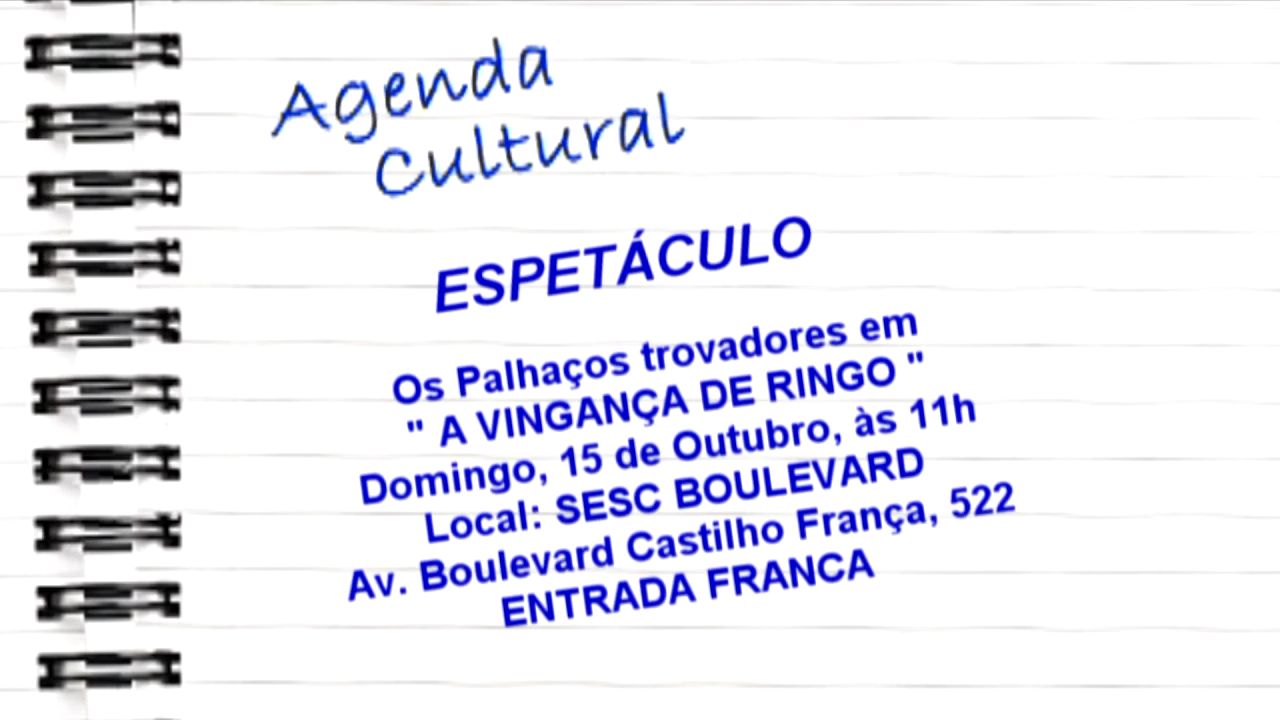 Agenda
Cultural
ESPETÁCULO
Os Palhaços trovadores em
" A VINGANÇA DE RINGO "
Domingo, 15 de Outubro, às 11h
Local: SESC BOULEVARD
Av. Boulevard Castilho França, 522
ENTRADA FRANCA